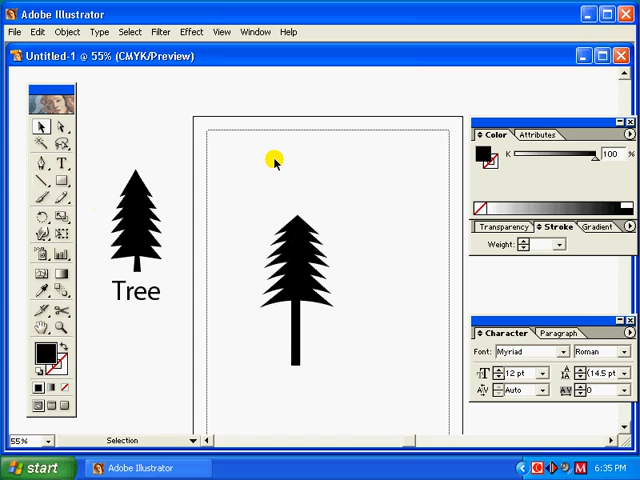 Adobe Illustrator
File Edit Object Type Select Filter Effect View Window Help
Untitled-1 @ 55% (CMYK/Preview)
Color Attributes
K 100 %
Tree
Transparency Stroke Gradient
Weight:
Character Paragraph
Font: Myriad Roman
12 pt (14.5 pt
Auto 0
55% Selection
start Adobe Illustrator 6:35 PM